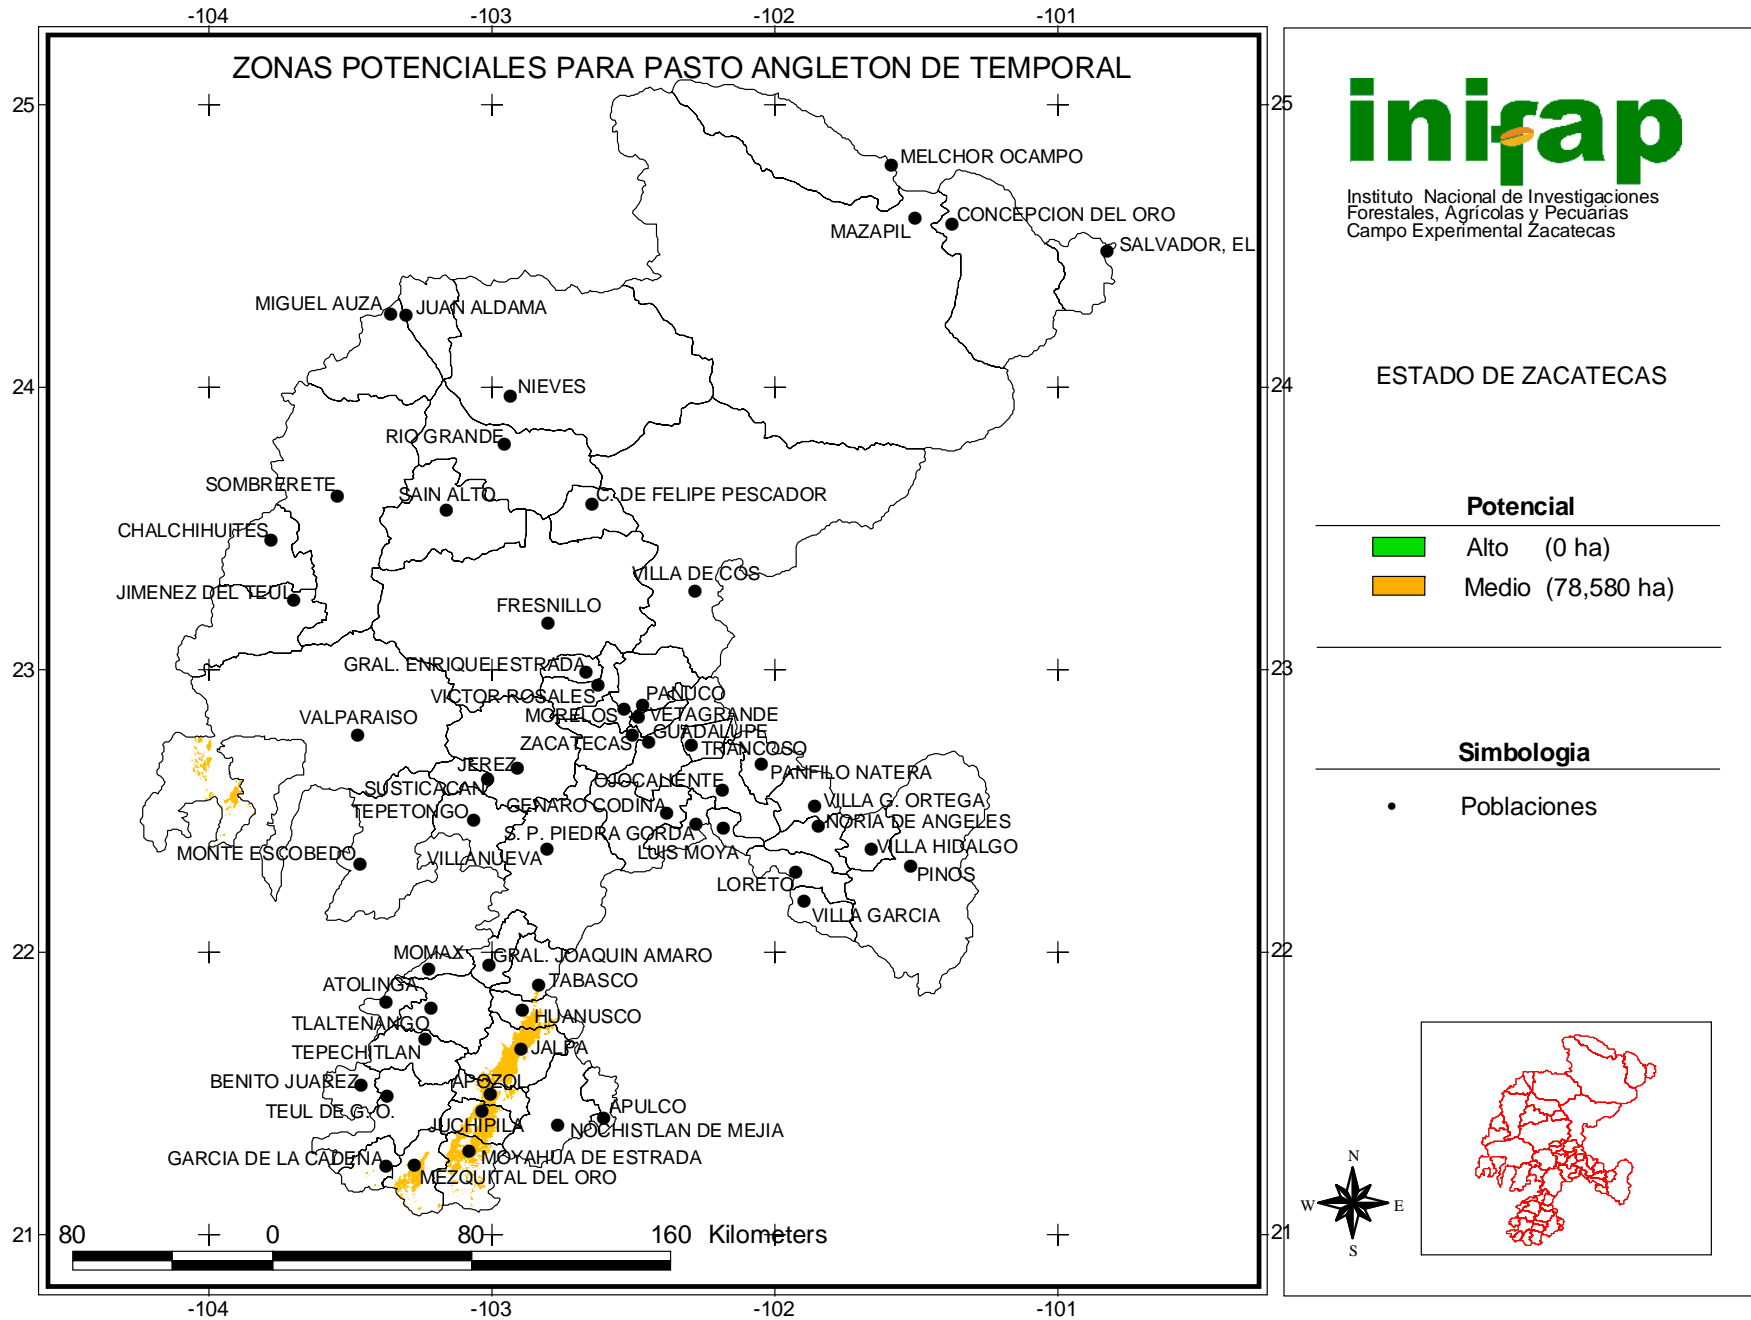 -104 -103 -102 -101
ZONAS POTENCIALES PARA PASTO ANGLETON DE TEMPORAL
25 25
MELCHOR OCAMPO
CONCEPCION DEL ORO
MAZAPIL
SALVADOR, EL
MIGUEL AUZA
JUAN ALDAMA
24 24
NIEVES
RIO GRANDE
SOMBRERETE
SAIN ALTO
C. DE FELIPE PESCADOR
CHALCHIHUITES
VILLA DE COS
JIMENEZ DEL TEUL
FRESNILLO
23 23
GRAL. ENRIQUE ESTRADA
VICTOR ROSALES
PANUCO
VALPARAISO
MORELOS
VETAGRANDE
GUADALUPE
ZACATECAS
TRANCOSO
JEREZ
PANFILO NATERA
SUSTICACAN
OJOCALIENTE
TEPETONGO
GENARO CODINA
VILLA G. ORTEGA
NORIA DE ANGELES
S. P. PIEDRA GORDA
MONTE ESCOBEDO
VILLANUEVA
LUIS MOYA
VILLA HIDALGO
PINOS
LORETO
VILLA GARCIA
22 22
MOMAX
GRAL. JOAQUIN AMARO
ATOLINGA
TABASCO
TLALTENANGO
HUANUSCO
TEPECHITLAN
JALPA
BENITO JUAREZ
APOZOL
TEUL DE G. O.
APULCO
JUCHIPILA
NOCHISTLAN DE MEJIA
GARCIA DE LA CADENA
MOYAHUA DE ESTRADA
MEZQUITAL DEL ORO
21 21
80 0 80 160 Kilometers
-104 -103 -102 -101
inifap
Instituto Nacional de Investigaciones
Forestales, Agrícolas y Pecuarias
Campo Experimental Zacatecas
ESTADO DE ZACATECAS
Potencial
Alto (0 ha)
Medio (78,580 ha)
Simbologia
Poblaciones
N
W E
S